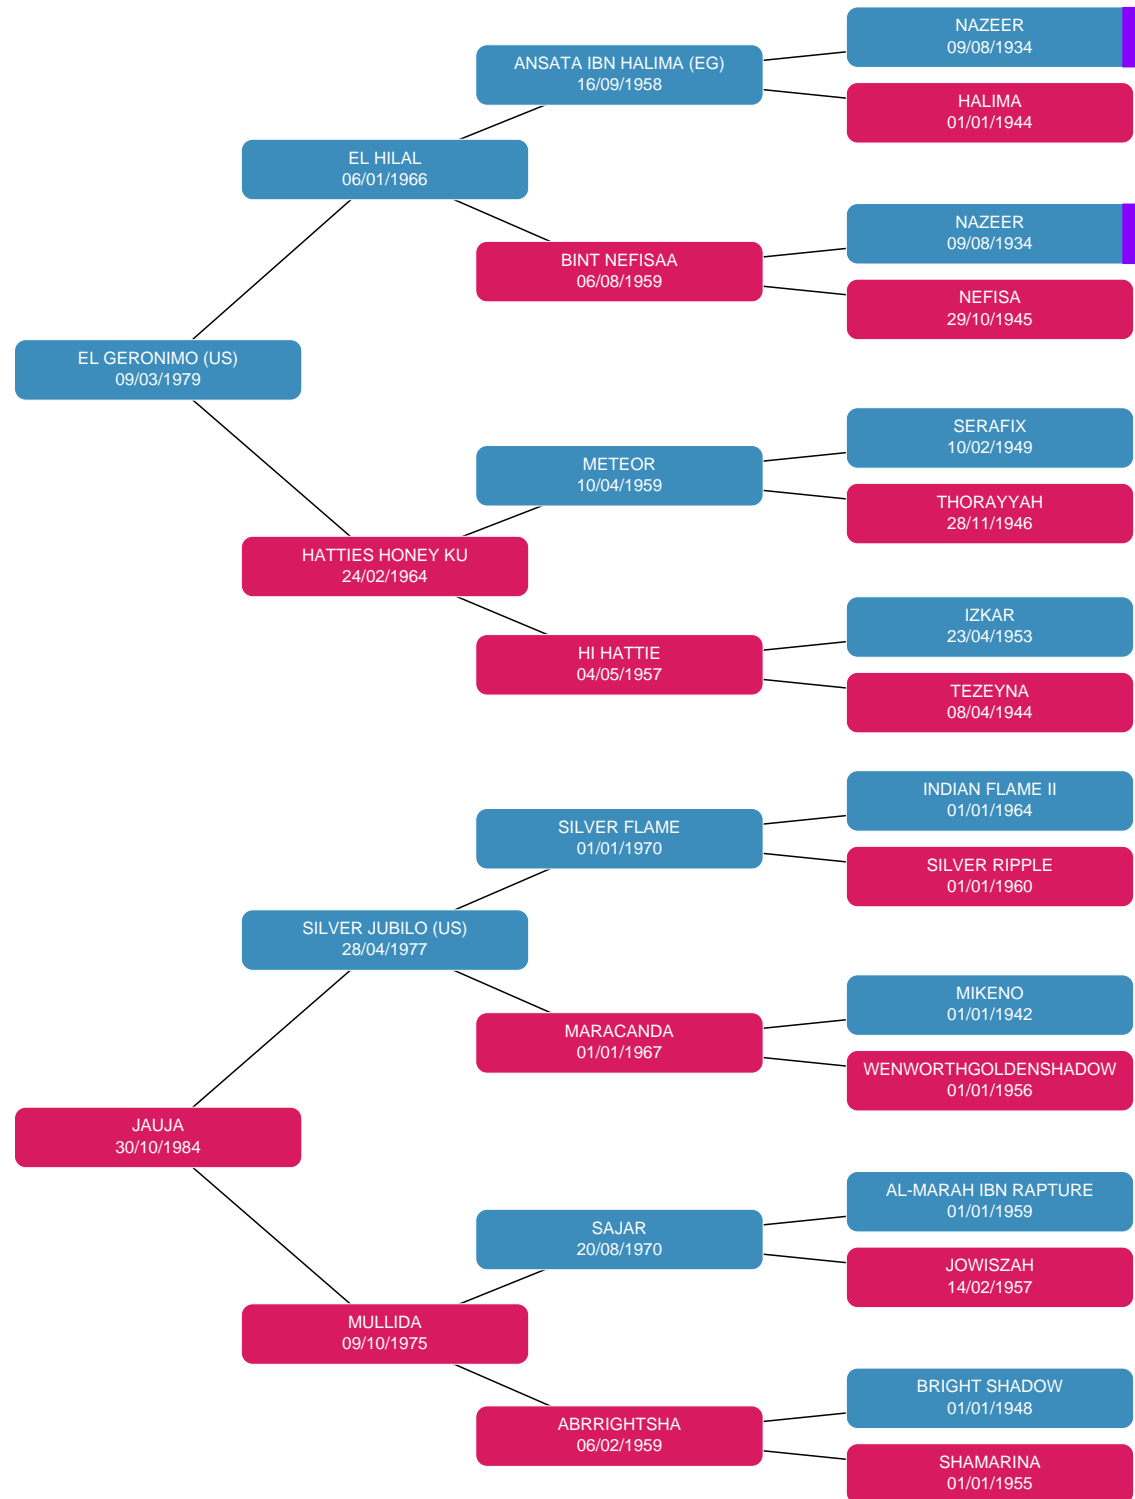 NAZEER
09/08/1934
ANSATA IBN HALIMA (EG)
16/09/1958
HALIMA
01/01/1944
EL HILAL
06/01/1966
NAZEER
09/08/1934
BINT NEFISAA
06/08/1959
NEFISA
29/10/1945
EL GERONIMO (US)
09/03/1979
SERAFIX
10/02/1949
METEOR
10/04/1959
THORAYYAH
28/11/1946
HATTIES HONEY KU
24/02/1964
IZKAR
23/04/1953
HI HATTIE
04/05/1957
TEZEYNA
08/04/1944
INDIAN FLAME II
01/01/1964
SILVER FLAME
01/01/1970
SILVER RIPPLE
01/01/1960
SILVER JUBILO (US)
28/04/1977
MIKENO
01/01/1942
MARACANDA
01/01/1967
WENWORTHGOLDENSHADOW
01/01/1956
JAUJA
30/10/1984
AL-MARAH IBN RAPTURE
01/01/1959
SAJAR
20/08/1970
JOWISZAH
14/02/1957
MULLIDA
09/10/1975
BRIGHT SHADOW
01/01/1948
ABRRIGHTSHA
06/02/1959
SHAMARINA
01/01/1955